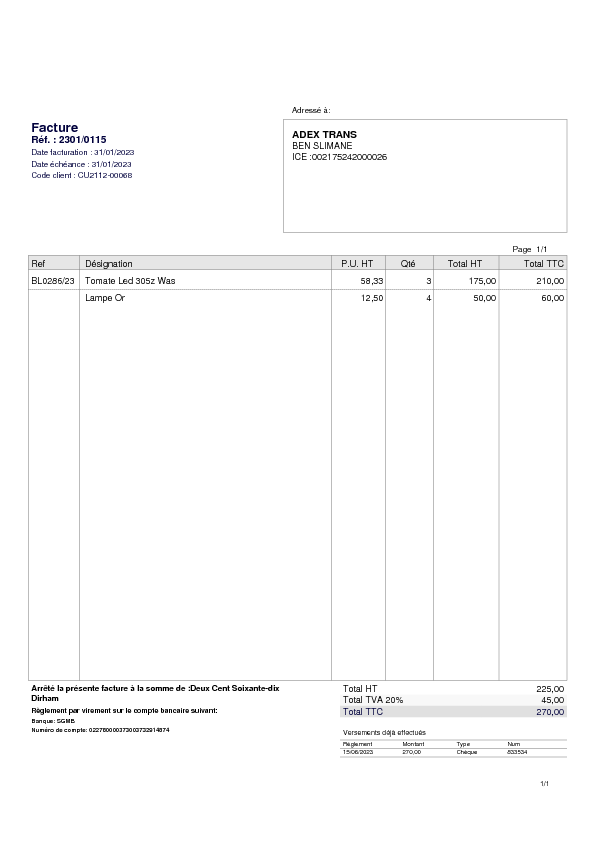 Adressé à:
Facture
Réf. : 2301/0115
Date facturation : 31/01/2023
Date échéance : 31/01/2023
Code client : CU2112-00068
ADEX TRANS
BEN SLIMANE
ICE :002175242000026
Page 1/1
Ref Désignation P.U. HT Qté Total HT Total TTC
BL0286/23 Tomate Led 305z Was 58,33 3 175,00 210,00
Lampe Or 12,50 4 50,00 60,00
Arrêté la présente facture à la somme de :Deux Cent Soixante-dix
Dirham
Règlement par virement sur le compte bancaire suivant:
Banque: SGMB
Total HT 225,00
Total TVA 20% 45,00
Total TTC 270,00
Numéro de compte:
Versements déjà effectués
Règlement Montant Type Num
15/06/2023 270,00 Chèque 833534
1/1